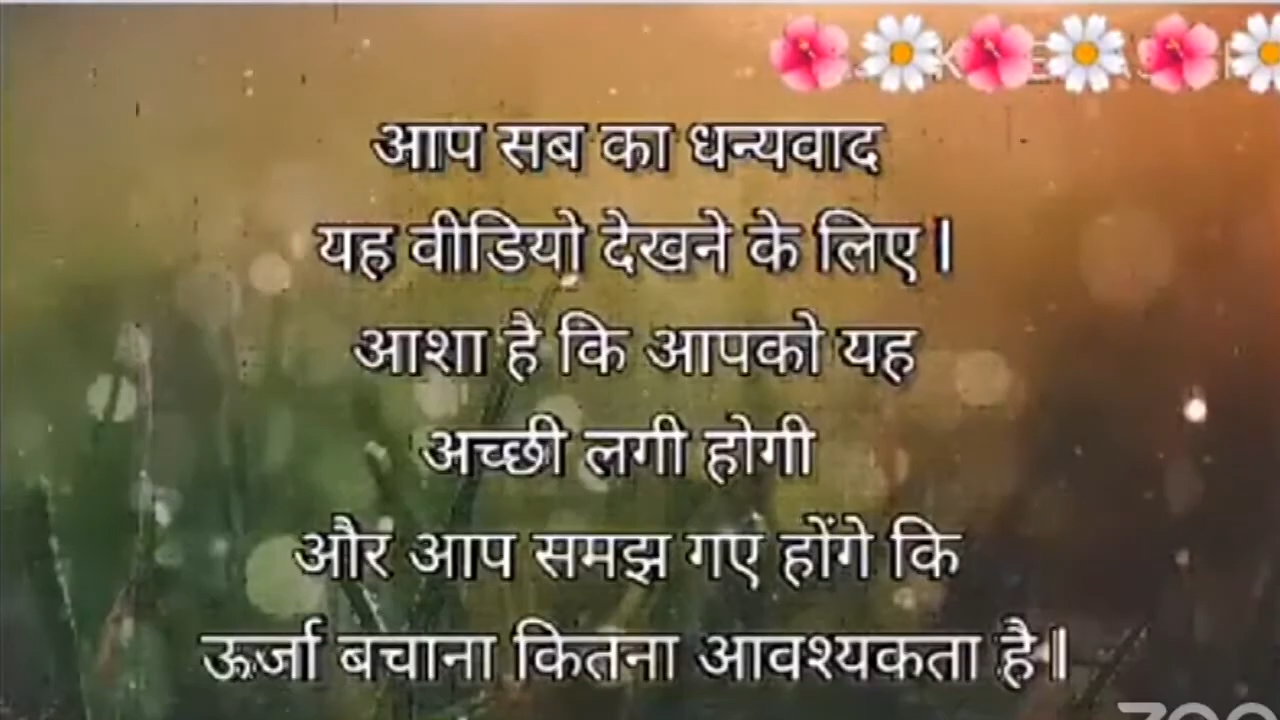 आप सब का धन्यवाद
यह वीडियो देखने के लिए।
आशा है कि आपको यह
अच्छी लगी होगी
और आप समझ गए होंगे कि
ऊर्जा बचाना कितना आवश्यकता है।